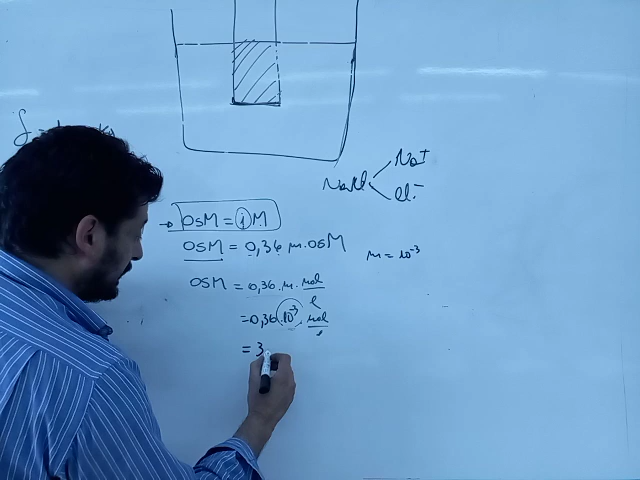 NaCl Na+
Cl-
→ OSM = i M
OSM = 0,36 m.OSM
m = 10⁻³
OSM = 0,36.m.mol/l
= 0,36.10⁻³ mol/l
= 3